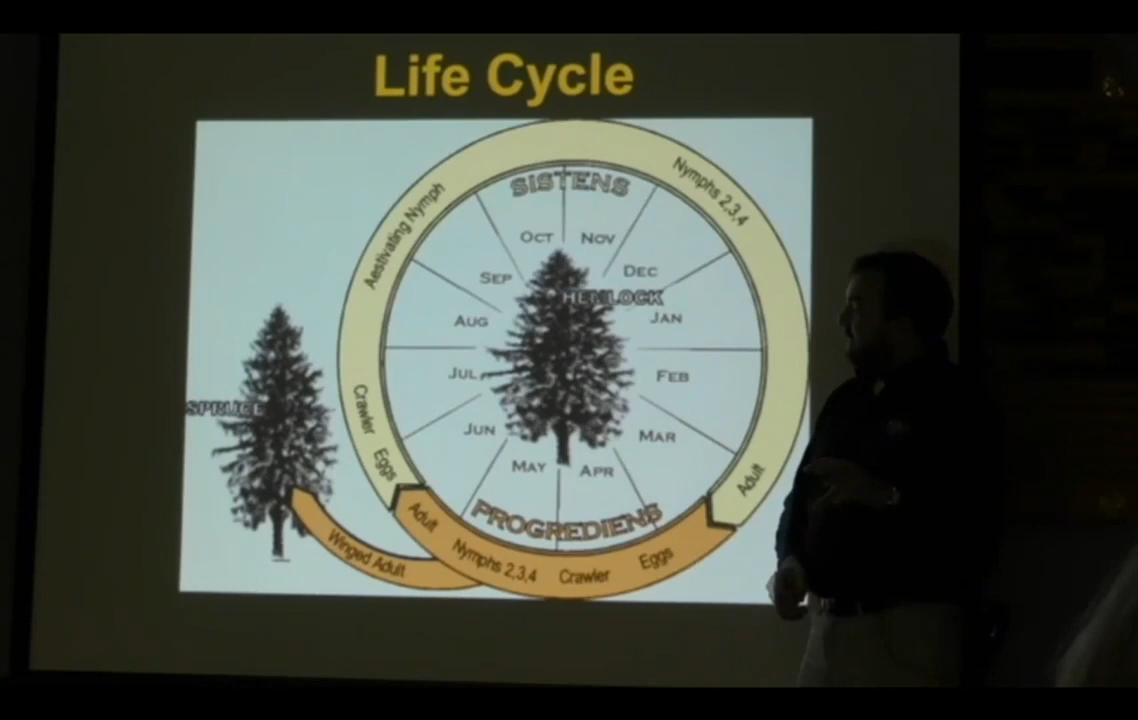 Life Cycle
SISTENS
Nymphs 2,3,4
Aestivating Nymph
OCT
NOV
SEP
DEC
HEMLOCK
AUG
JAN
JUL
FEB
SPRUCE
Crawler
JUN
MAR
Eggs
MAY
APR
Adult
PROGREDIENS
Adult
Winged Adult
Nymphs 2,3,4
Crawler
Eggs